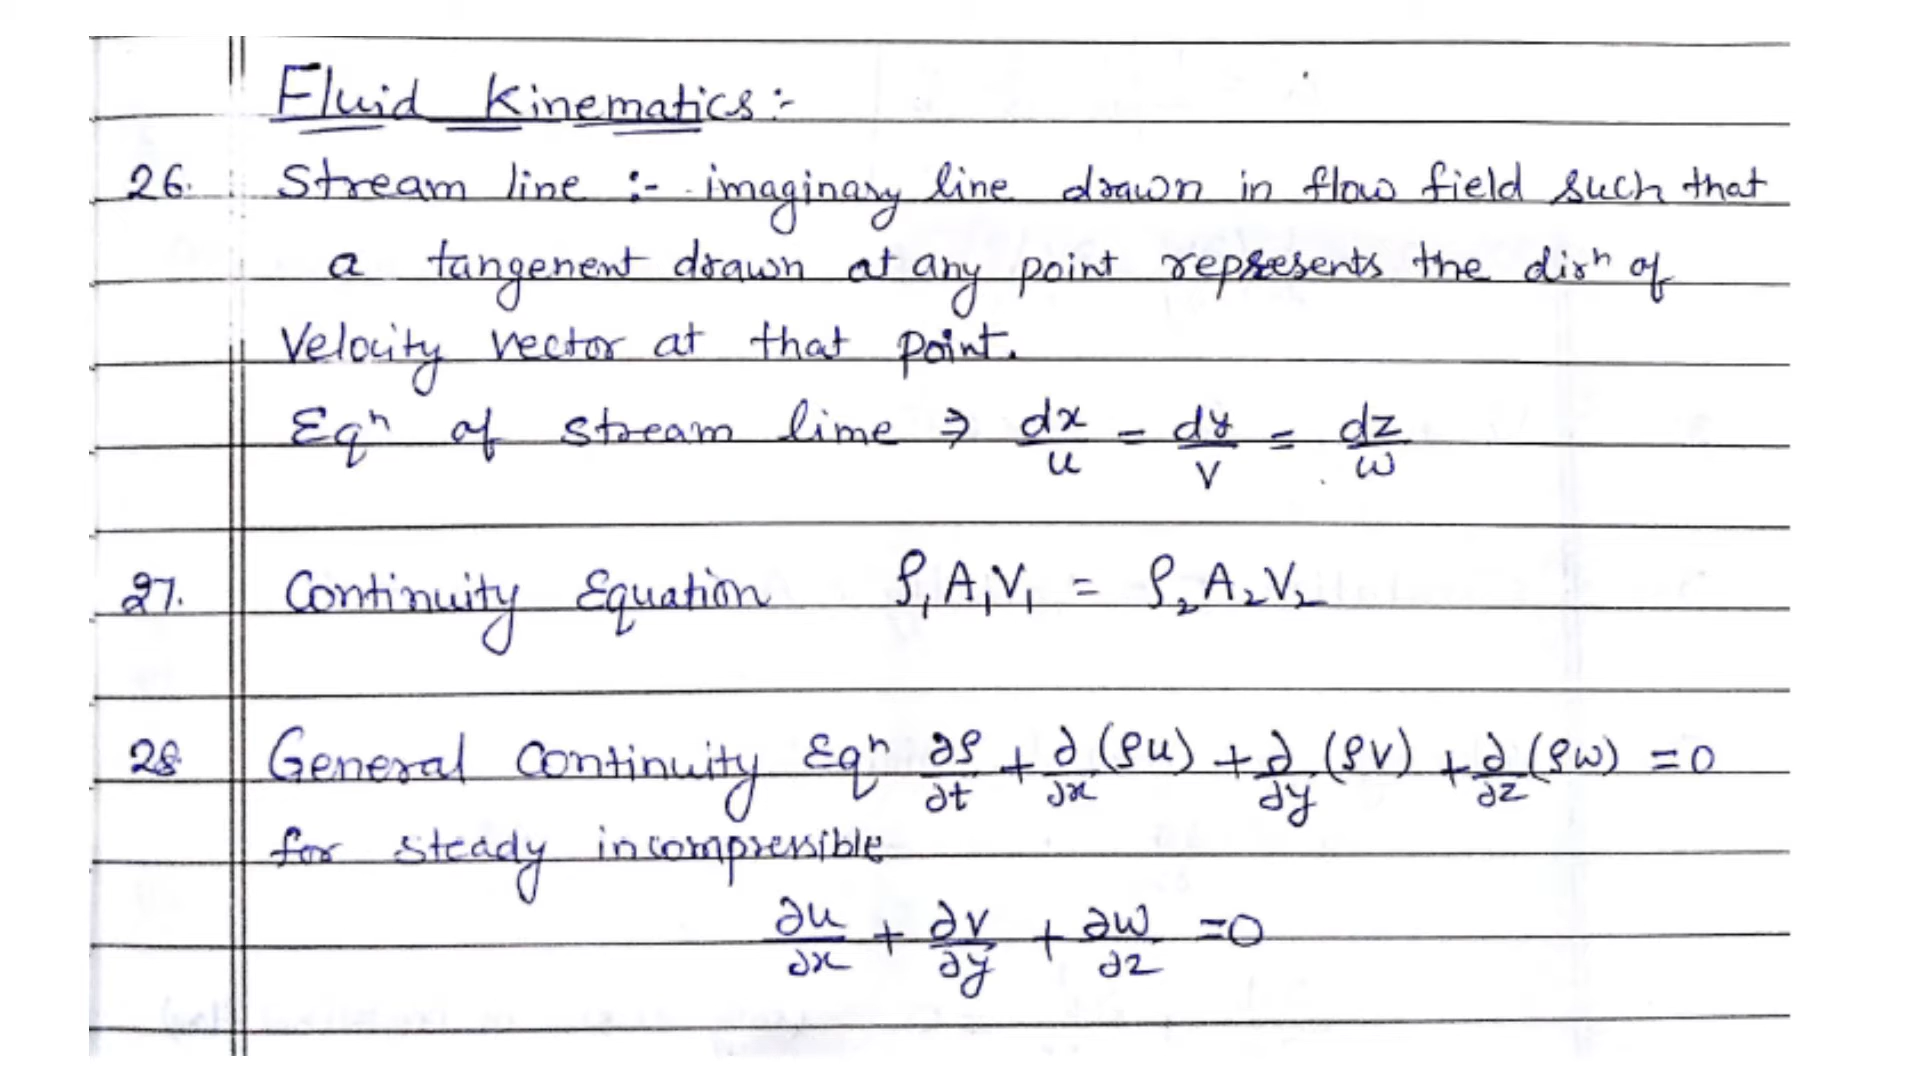 Fluid Kinematics:-
26. Stream line :- imaginary line drawn in flow field such that
a tangenent drawn at any point represents the dirⁿ of
Velocity vector at that point.
Eqⁿ of stream lime ⇒ dx/u = dy/V = dz/w
27. Continuity Equation ρ₁A₁V₁ = ρ₂A₂V₂
28. General Continuity Eqⁿ ∂ρ/∂t + ∂/∂x (ρu) + ∂/∂y (ρv) + ∂/∂z (ρw) = 0
for steady incompressible
∂u/∂x + ∂v/∂y + ∂w/∂z = 0